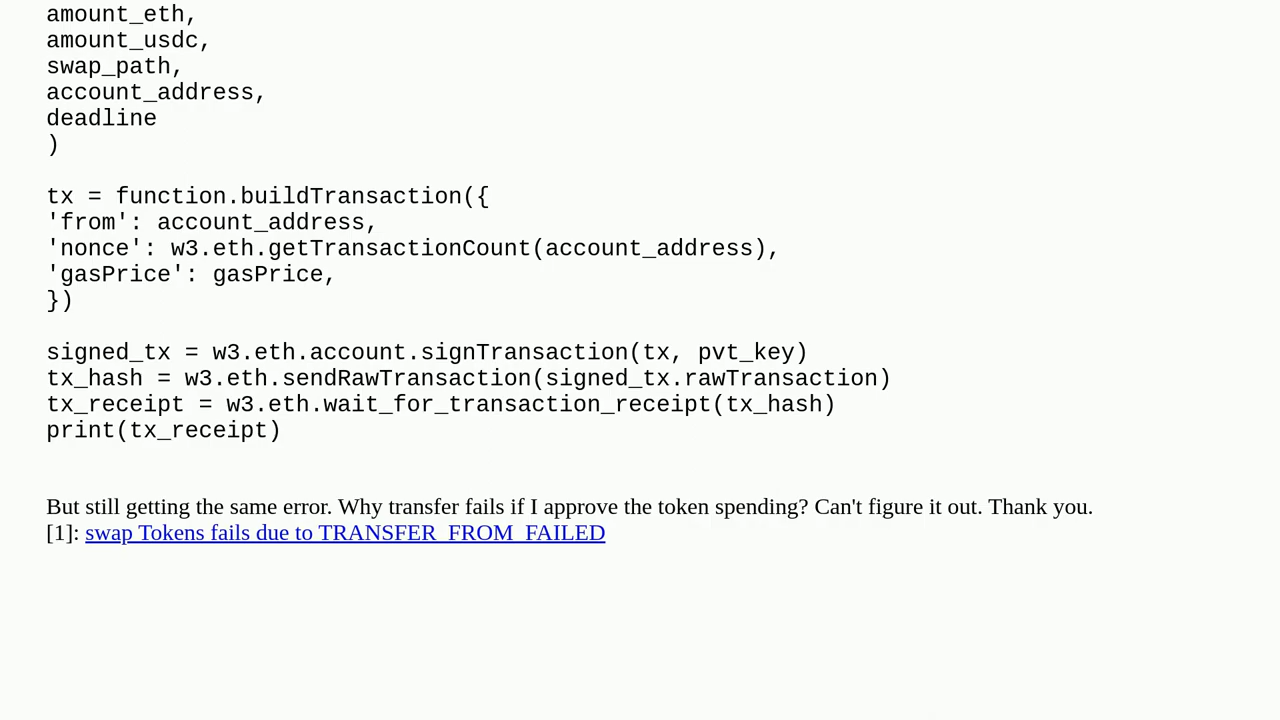 amount_eth,
amount_usdc,
swap_path,
account_address,
deadline
)
tx = function.buildTransaction({
'from': account_address,
'nonce': w3.eth.getTransactionCount(account_address),
'gasPrice': gasPrice,
})
signed_tx = w3.eth.account.signTransaction(tx, pvt_key)
tx_hash = w3.eth.sendRawTransaction(signed_tx.rawTransaction)
tx_receipt = w3.eth.wait_for_transaction_receipt(tx_hash)
print(tx_receipt)
But still getting the same error. Why transfer fails if I approve the token spending? Can't figure it out. Thank you.
[1]: swap Tokens fails due to TRANSFER_FROM_FAILED